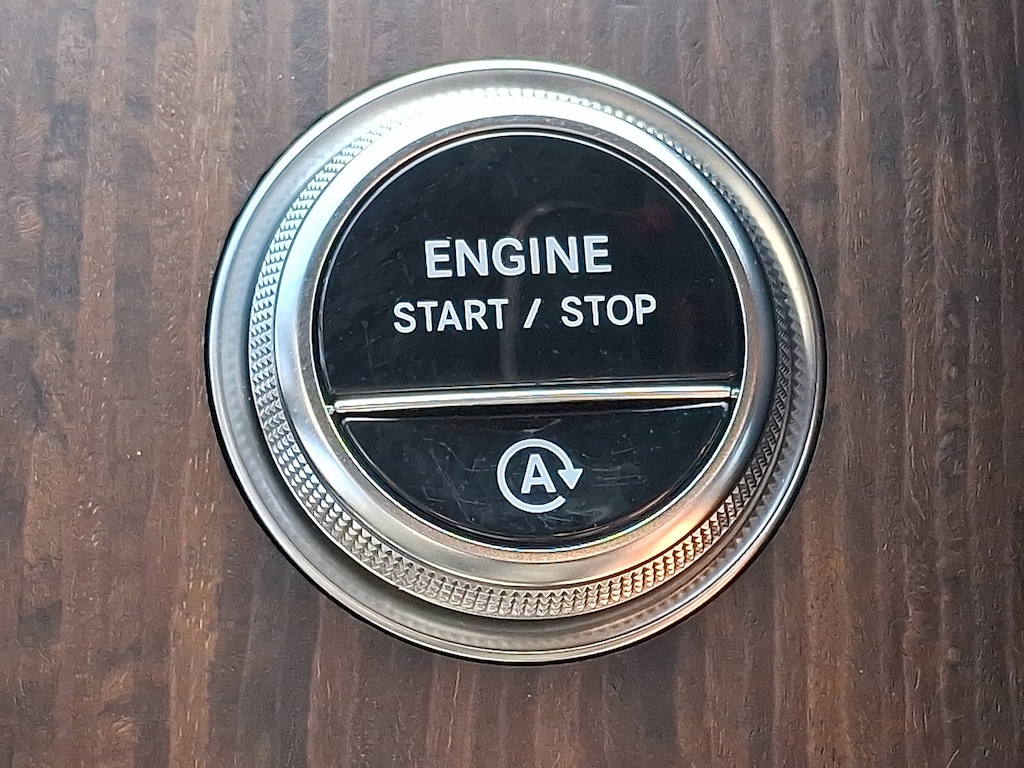 ENGINE
START / STOP
A